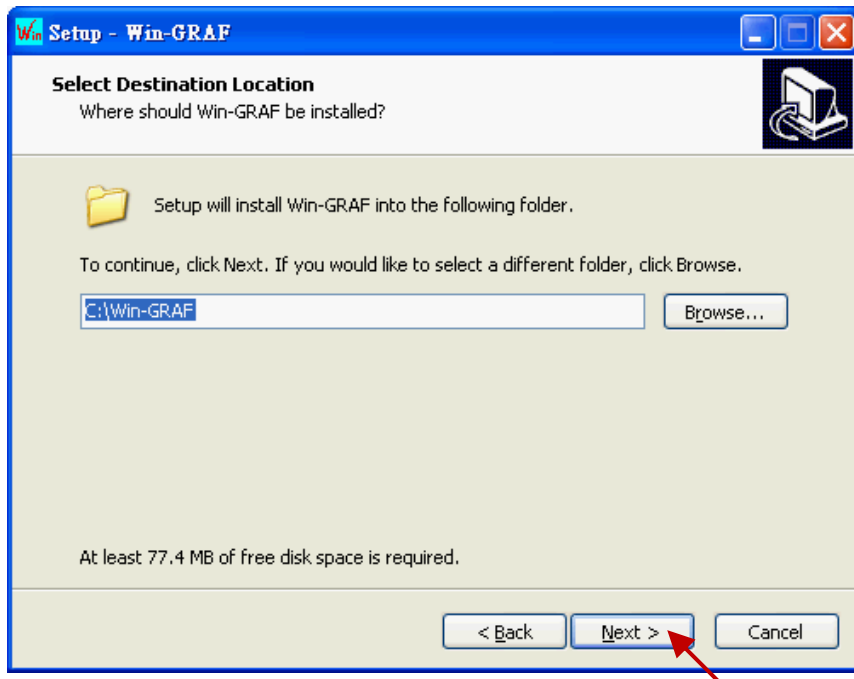 Win Setup - Win-GRAF
Select Destination Location
Where should Win-GRAF be installed?
Setup will install Win-GRAF into the following folder.
To continue, click Next. If you would like to select a different folder, click Browse.
C:\Win-GRAF Browse...
At least 77.4 MB of free disk space is required.
< Back Next > Cancel